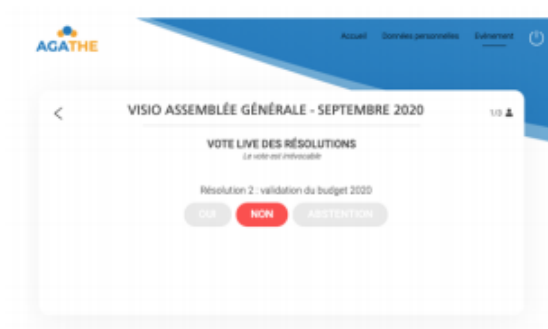 AGATHE
Accueil Données personnelles Evènement
VISIO ASSEMBLÉE GÉNÉRALE - SEPTEMBRE 2020
1/3
VOTE LIVE DES RÉSOLUTIONS
Le vote est irrévocable
Résolution 2 : validation du budget 2020
OUI NON ABSTENTION